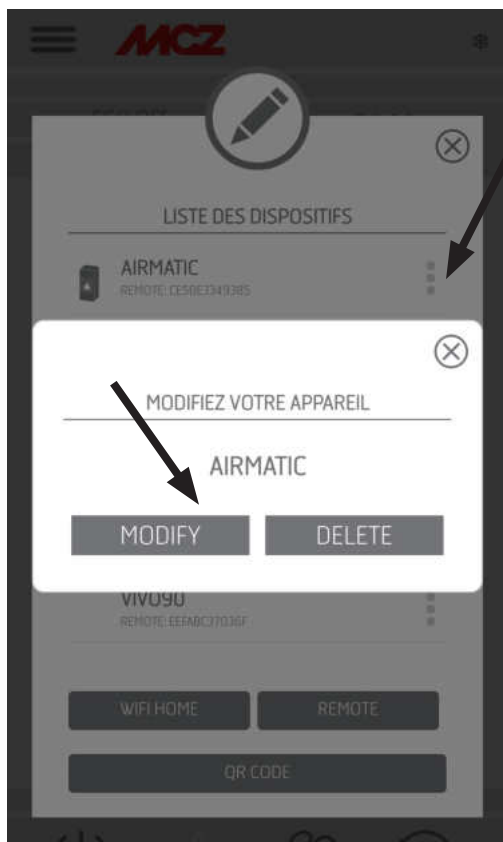 MCZ
LISTE DES DISPOSITIFS
AIRMATIC
REMOTE: CE50E3349385
MODIFIEZ VOTRE APPAREIL
AIRMATIC
MODIFY DELETE
VIVO90
REMOTE: EEFABC37036F
WIFI HOME REMOTE
QR CODE